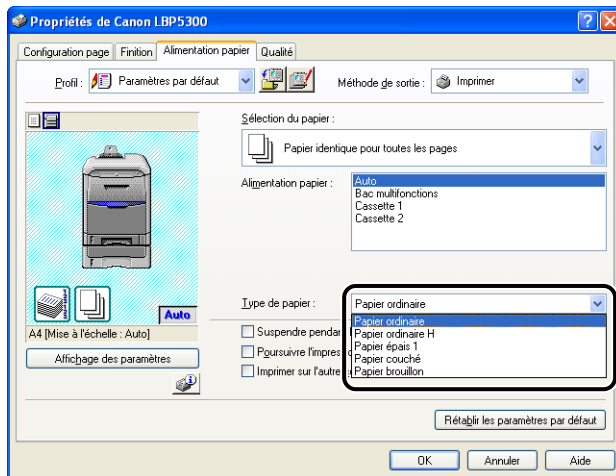 Propriétés de Canon LBP5300
Configuration page Finition Alimentation papier Qualité
Profil : Paramètres par défaut Méthode de sortie : Imprimer
Sélection du papier :
Papier identique pour toutes les pages
Alimentation papier :
Auto
Bac multifonctions
Cassette 1
Cassette 2
Auto
A4 [Mise à l'échelle : Auto]
Affichage des paramètres
Type de papier : Papier ordinaire
Papier ordinaire
Papier ordinaire H
Papier épais 1
Papier couché
Papier brouillon
Suspendre
Poursuivre
Imprimer sur l'autre
Rétablir les paramètres par défaut
OK Annuler Aide